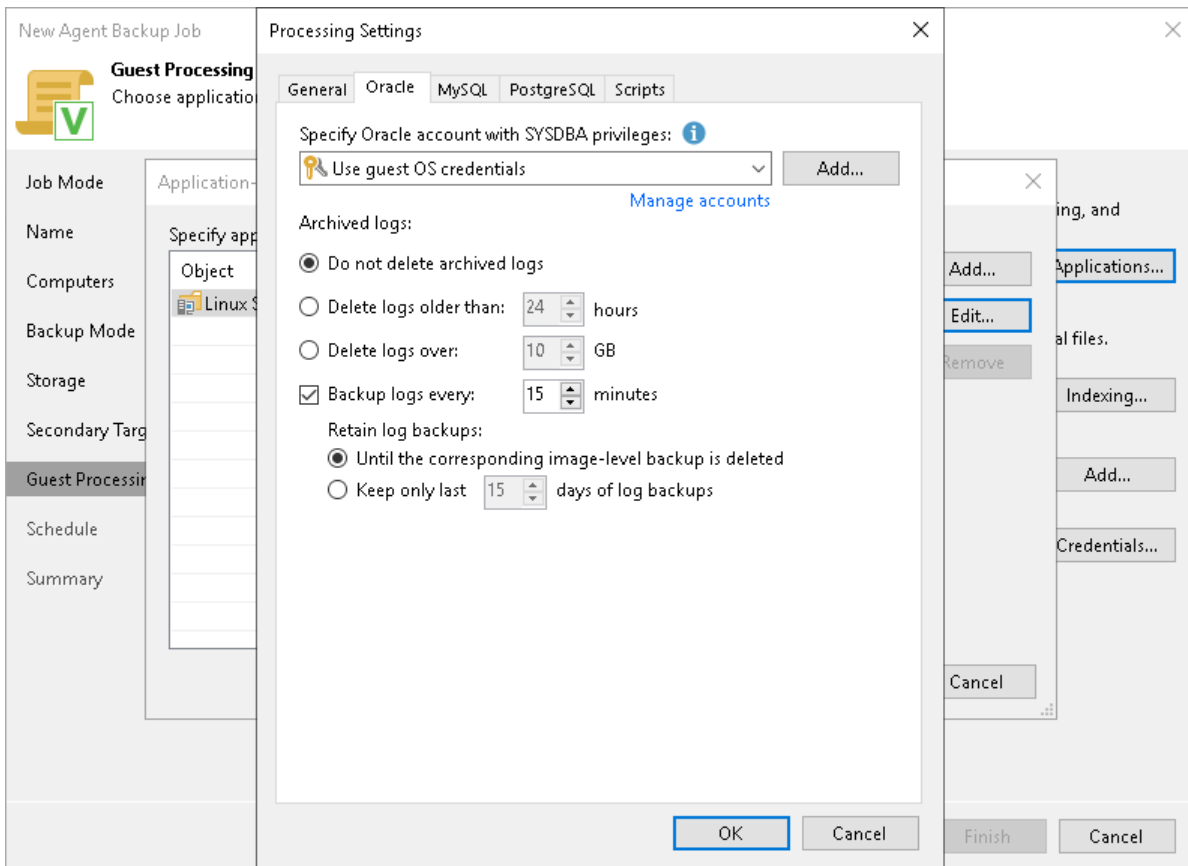 New Agent Backup Job
Guest Processing
Choose application
Job Mode
Name
Computers
Backup Mode
Storage
Secondary Targ
Guest Processin
Schedule
Summary
Application-
Specify app
Object
Linux S
Processing Settings
General Oracle MySQL PostgreSQL Scripts
Specify Oracle account with SYSDBA privileges:
Use guest OS credentials Add...
Manage accounts
Archived logs:
Do not delete archived logs
Delete logs older than: 24 hours
Delete logs over: 10 GB
Backup logs every: 15 minutes
Retain log backups:
Until the corresponding image-level backup is deleted
Keep only last 15 days of log backups
OK Cancel
Add...
Edit...
Remove
Cancel
ing, and
Applications...
al files.
Indexing...
Add...
Credentials...
Finish Cancel